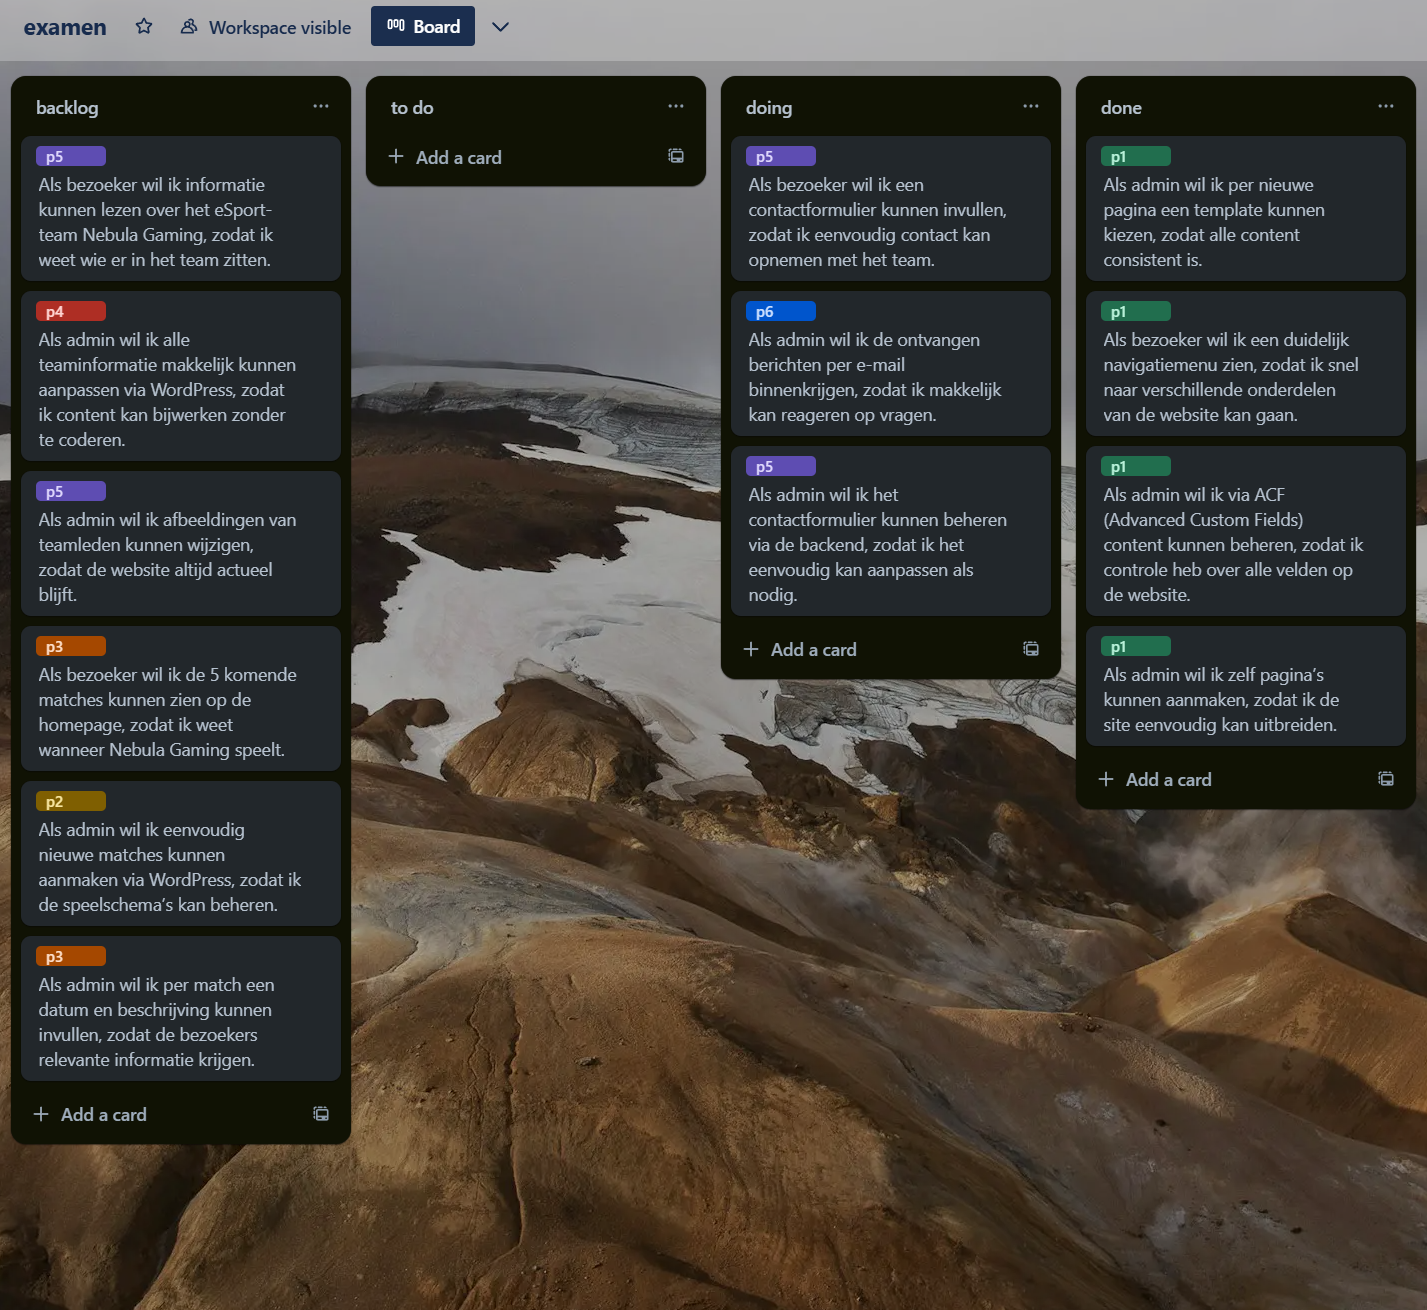 examen
Workspace visible
Board
backlog
p5
Als bezoeker wil ik informatie
kunnen lezen over het eSport-
team Nebula Gaming, zodat ik
weet wie er in het team zitten.
p4
Als admin wil ik alle
teaminformatie makkelijk kunnen
aanpassen via WordPress, zodat
ik content kan bijwerken zonder
te coderen.
p5
Als admin wil ik afbeeldingen van
teamleden kunnen wijzigen,
zodat de website altijd actueel
blijft.
p3
Als bezoeker wil ik de 5 komende
matches kunnen zien op de
homepage, zodat ik weet
wanneer Nebula Gaming speelt.
p2
Als admin wil ik eenvoudig
nieuwe matches kunnen
aanmaken via WordPress, zodat ik
de speelschema’s kan beheren.
p3
Als admin wil ik per match een
datum en beschrijving kunnen
invullen, zodat de bezoekers
relevante informatie krijgen.
Add a card
to do
Add a card
doing
p5
Als bezoeker wil ik een
contactformulier kunnen invullen,
zodat ik eenvoudig contact kan
opnemen met het team.
p6
Als admin wil ik de ontvangen
berichten per e-mail
binnenkrijgen, zodat ik makkelijk
kan reageren op vragen.
p5
Als admin wil ik het
contactformulier kunnen beheren
via de backend, zodat ik het
eenvoudig kan aanpassen als
nodig.
Add a card
done
p1
Als admin wil ik per nieuwe
pagina een template kunnen
kiezen, zodat alle content
consistent is.
p1
Als bezoeker wil ik een duidelijk
navigatiemenu zien, zodat ik snel
naar verschillende onderdelen
van de website kan gaan.
p1
Als admin wil ik via ACF
(Advanced Custom Fields)
content kunnen beheren, zodat ik
controle heb over alle velden op
de website.
p1
Als admin wil ik zelf pagina’s
kunnen aanmaken, zodat ik de
site eenvoudig kan uitbreiden.
Add a card